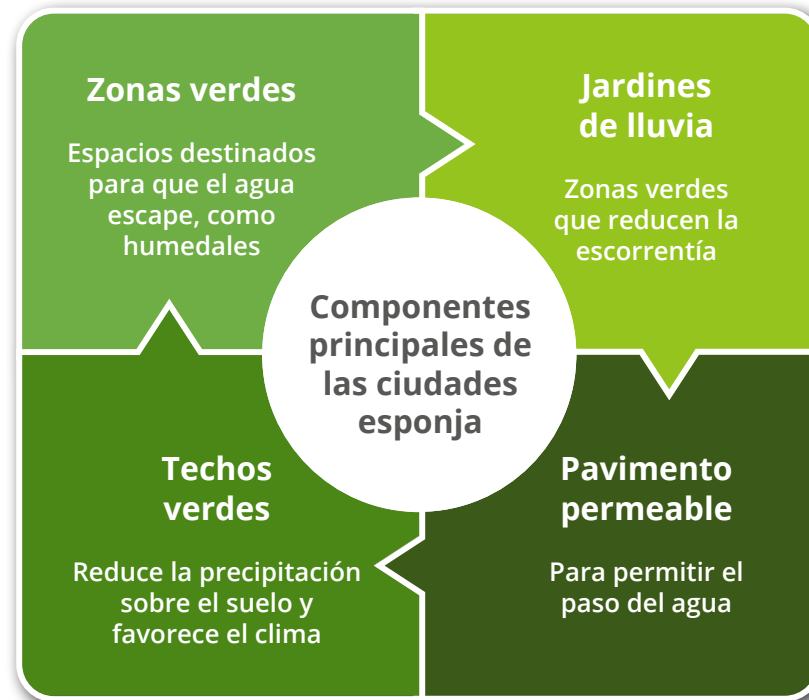 Zonas verdes
Espacios destinados
para que el agua
escape, como
humedales
Jardines
de lluvia
Zonas verdes
que reducen la
escorrentía
Componentes
principales de
las ciudades
esponja
Techos
verdes
Reduce la precipitación
sobre el suelo y
favorece el clima
Pavimento
permeable
Para permitir el
paso del agua